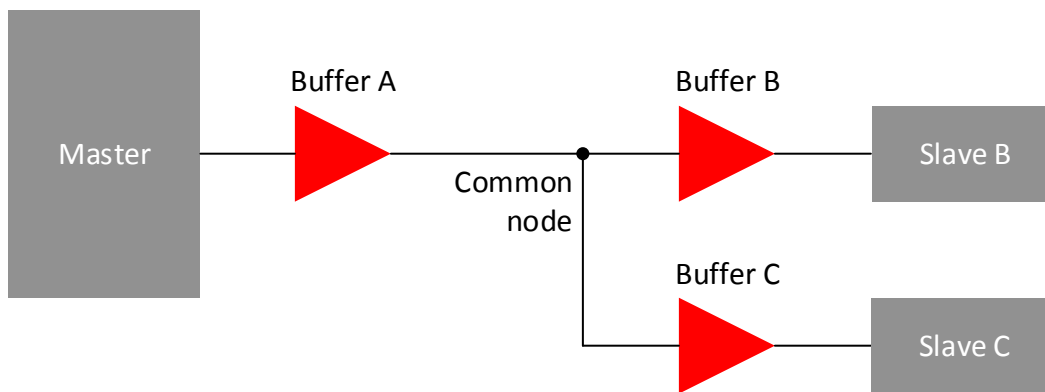 Buffer A
Buffer B
Master
Slave B
Common
node
Buffer C
Slave C